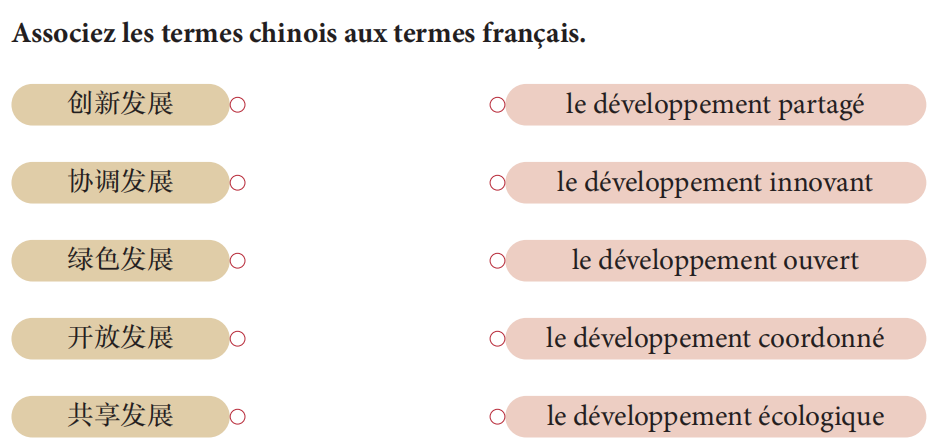 Associez les termes chinois aux termes français.
创新发展
le développement partagé
协调发展
le développement innovant
绿色发展
le développement ouvert
开放发展
le développement coordonné
共享发展
le développement écologique